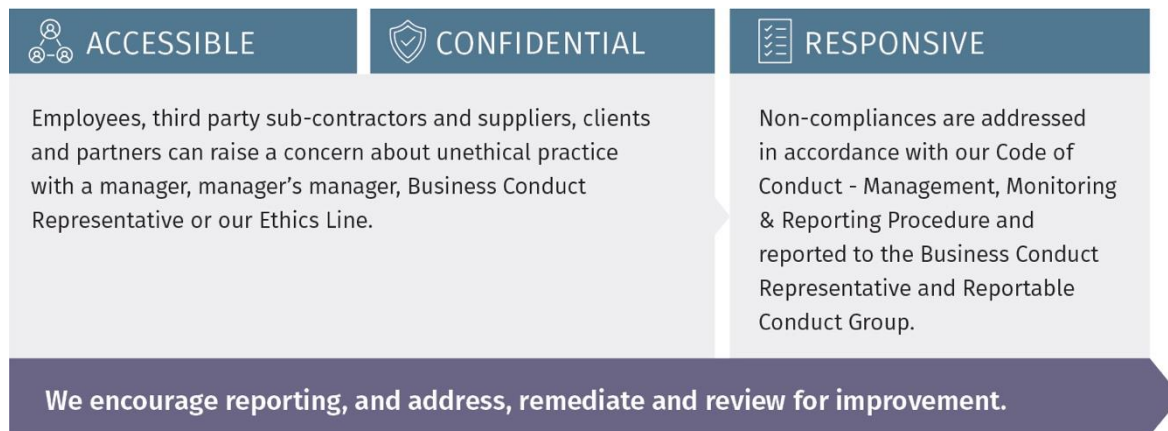 ACCESSIBLE
CONFIDENTIAL
RESPONSIVE
Employees, third party sub-contractors and suppliers, clients
and partners can raise a concern about unethical practice
with a manager, manager’s manager, Business Conduct
Representative or our Ethics Line.
Non-compliances are addressed
in accordance with our Code of
Conduct - Management, Monitoring
& Reporting Procedure and
reported to the Business Conduct
Representative and Reportable
Conduct Group.
We encourage reporting, and address, remediate and review for improvement.